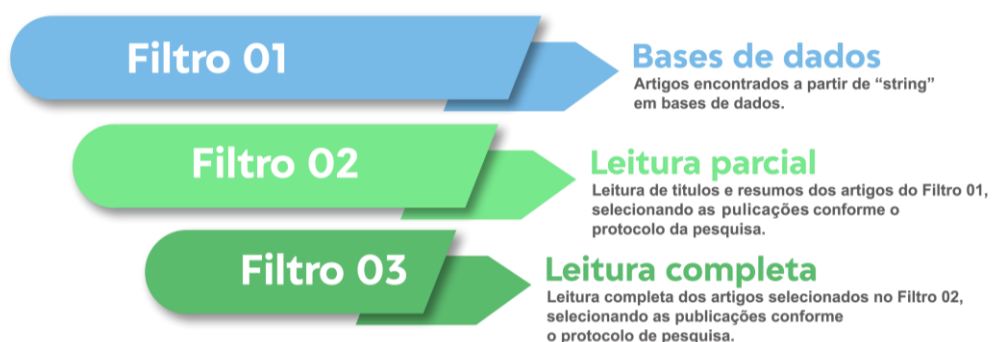 Filtro 01
Bases de dados
Artigos encontrados a partir de “string”
em bases de dados.
Filtro 02
Leitura parcial
Leitura de titulos e resumos dos artigos do Filtro 01,
selecionando as pulicações conforme o
protocolo da pesquisa.
Filtro 03
Leitura completa
Leitura completa dos artigos selecionados no Filtro 02,
selecionando as publicações conforme
o protocolo de pesquisa.